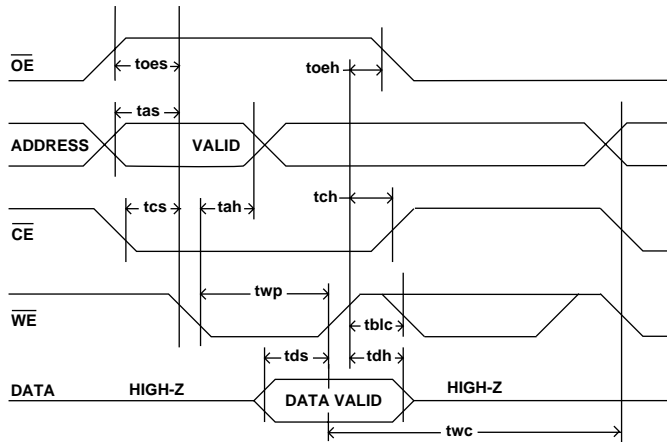 OE toes toeh
tas
ADDRESS VALID
tcs tah tch
CE
twp
WE tblc
tds tdh
DATA HIGH-Z DATA VALID HIGH-Z
twc